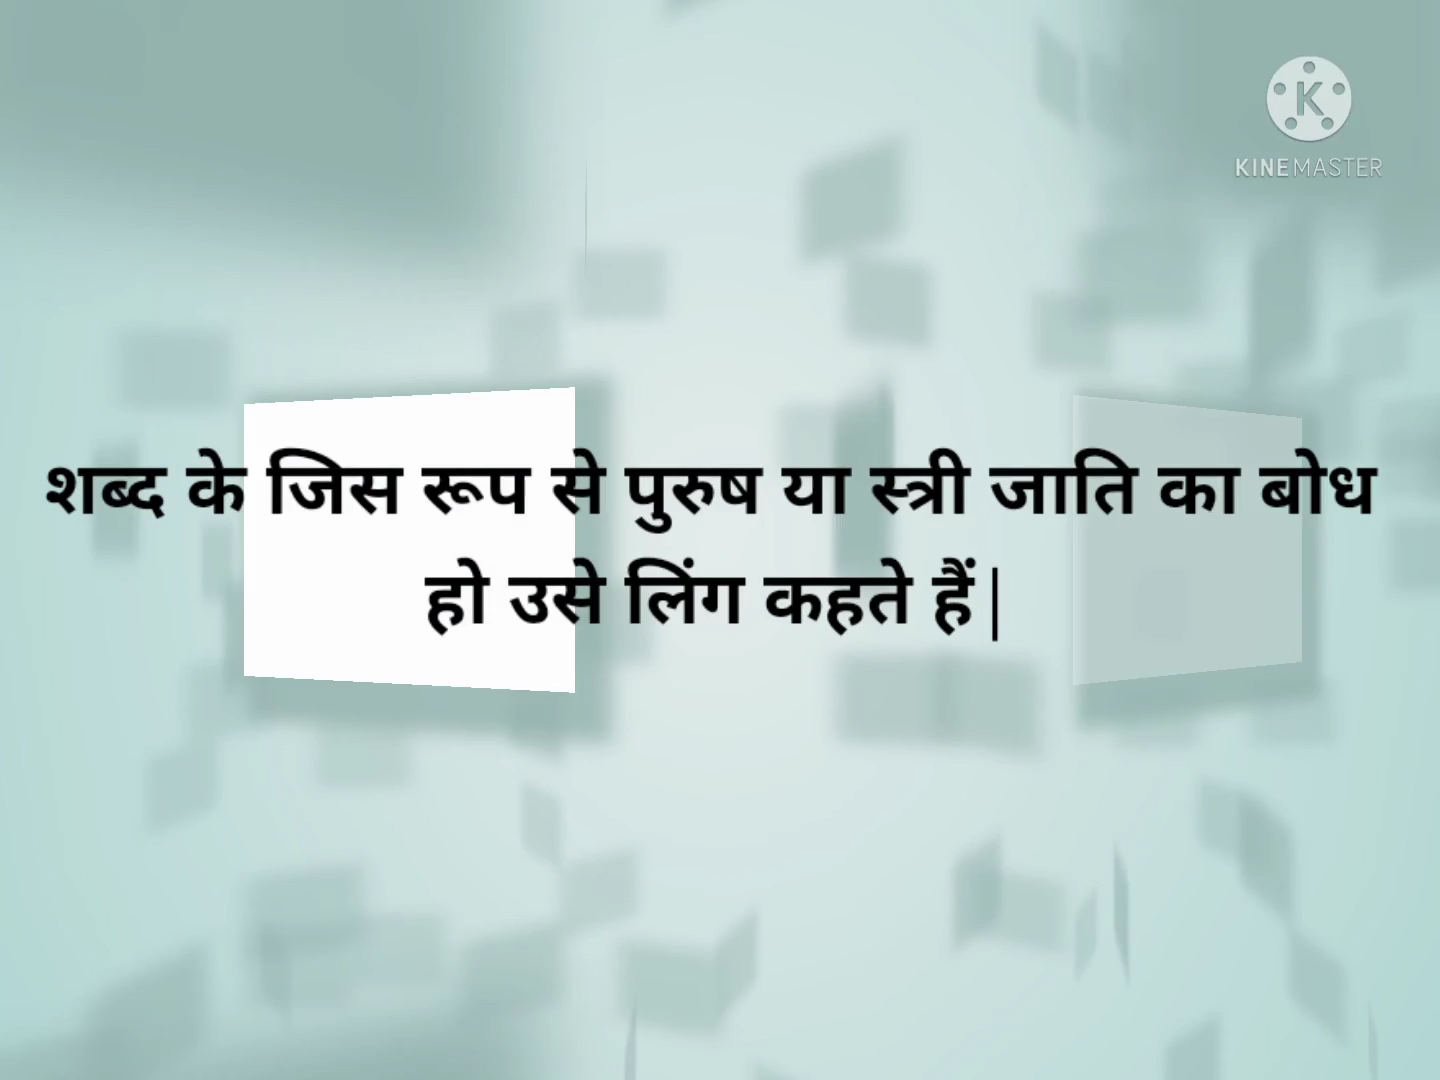 KINEMASTER
शब्द के जिस रूप से पुरुष या स्त्री जाति का बोध
हो उसे लिंग कहते हैं|